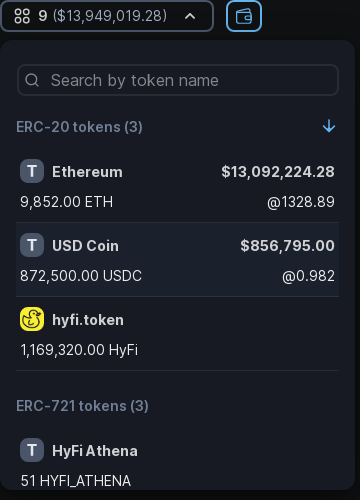 9 ($13,949,019.28)
Search by token name
ERC-20 tokens (3)
T Ethereum $13,092,224.28
9,852.00 ETH @1328.89
T USD Coin $856,795.00
872,500.00 USDC @0.982
hyfi.token
1,169,320.00 HyFi
ERC-721 tokens (3)
T HyFi Athena
51 HYFI_ATHENA